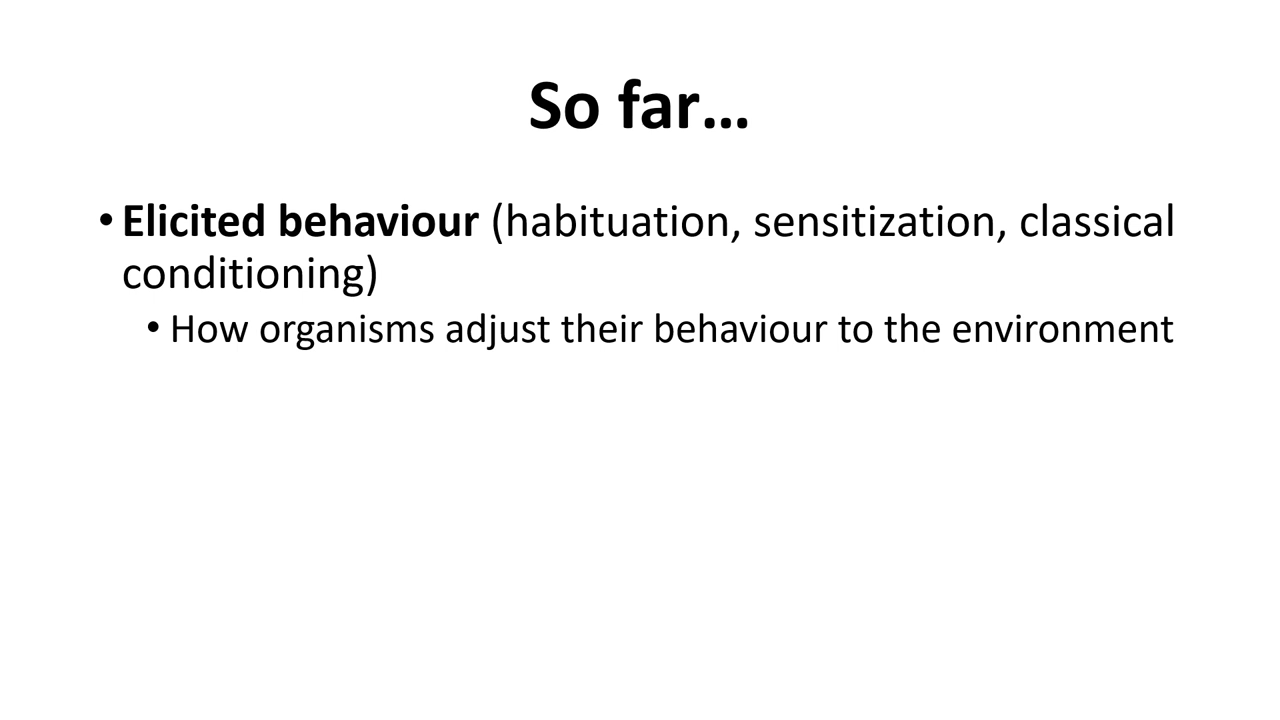 So far...
• Elicited behaviour (habituation, sensitization, classical
conditioning)
• How organisms adjust their behaviour to the environment